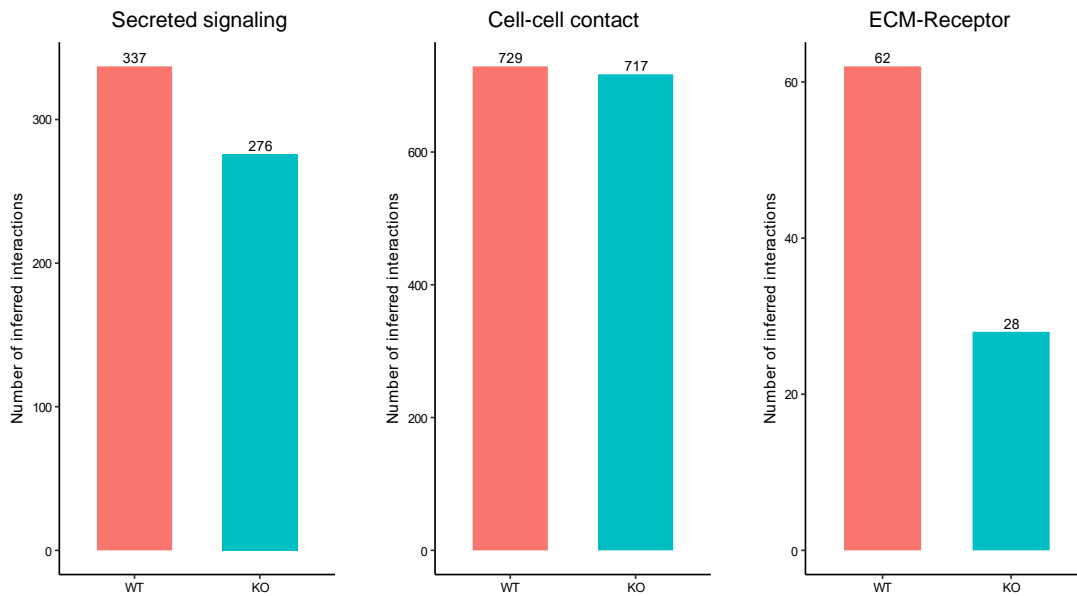 Secreted signaling
337
276
300
200
100
0
Number of inferred interactions
WT
KO
Cell-cell contact
729
717
600
400
200
0
Number of inferred interactions
WT
KO
ECM-Receptor
62
28
60
40
20
0
Number of inferred interactions
WT
KO